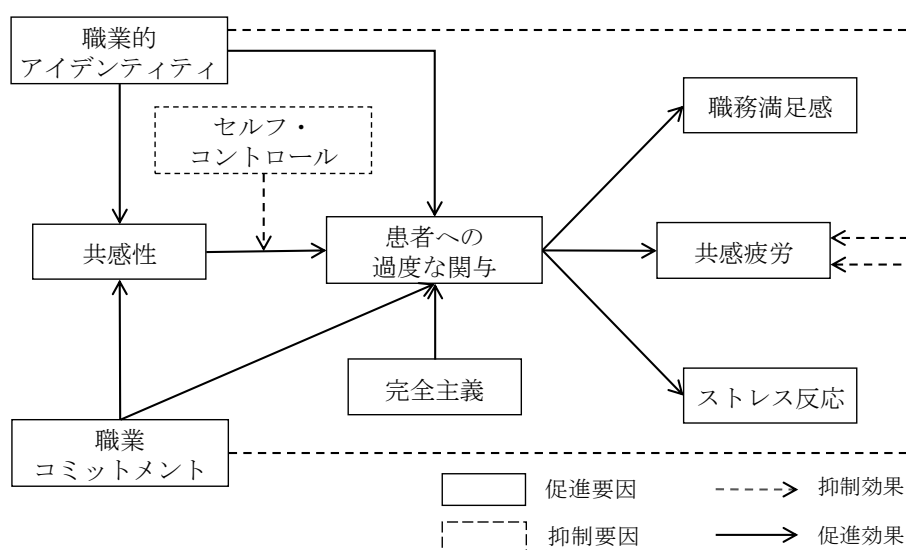 職業的
アイデンティティ
セルフ・
コントロール
職務満足感
共感性
患者への
過度な関与
共感疲労
完全主義
ストレス反応
職業
コミットメント
促進要因
抑制効果
抑制要因
促進効果